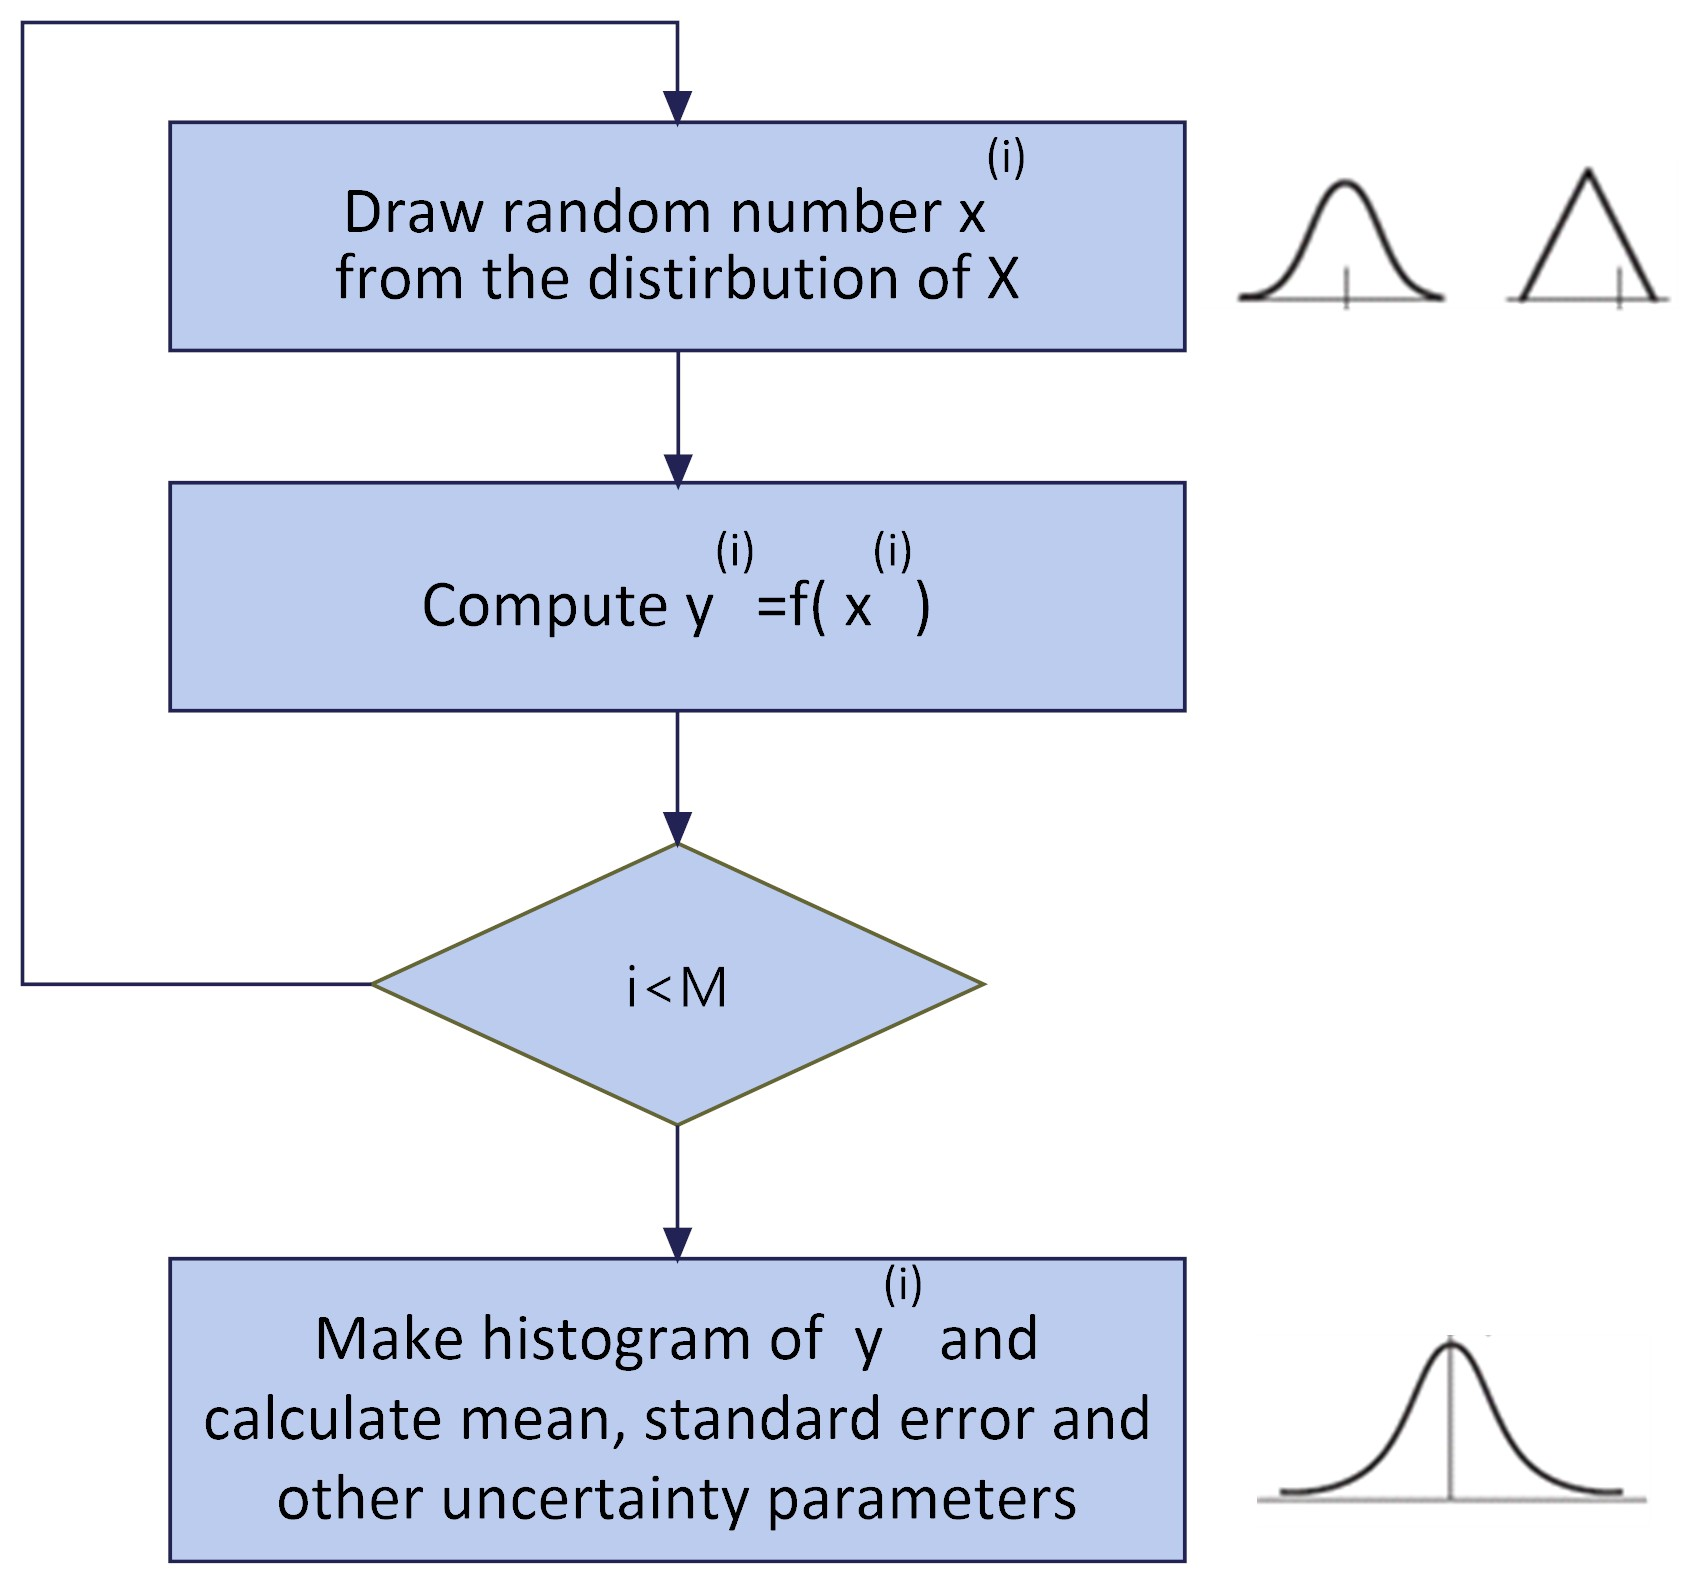 Draw random number x(i)
from the distirbution of X
Compute y(i)=f( x(i))
i<M
Make histogram of y(i) and
calculate mean, standard error and
other uncertainty parameters